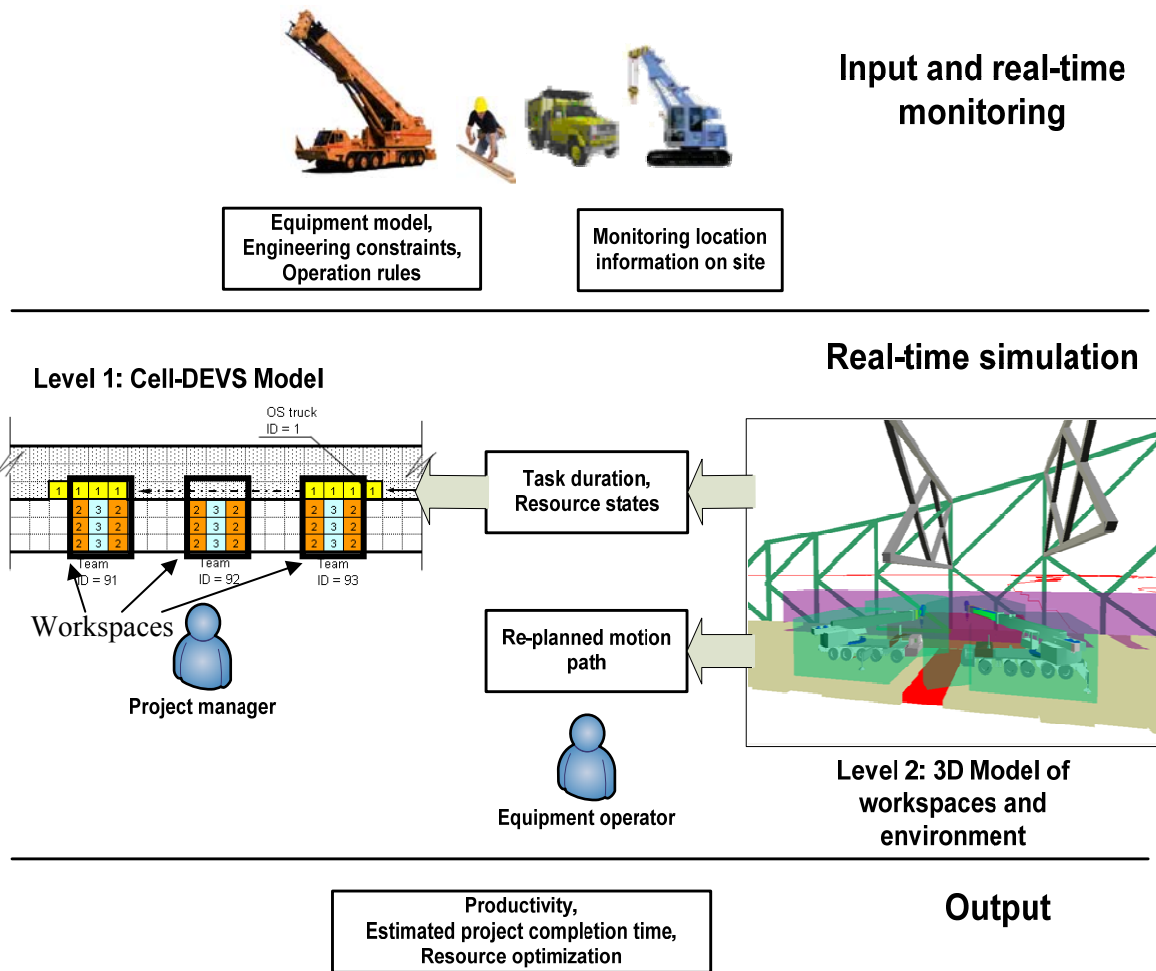 Input and real-time
monitoring
Equipment model,
Engineering constraints,
Operation rules
Monitoring location
information on site
Real-time simulation
Level 1: Cell-DEVS Model
OS truck
ID = 1
1 1 1 1 1 1 1 1 1
2 3 2 2 3 2 2 3 2
2 3 2 2 3 2 2 3 2
2 3 2 2 3 2 2 3 2
Team Team Team
ID = 91 ID = 92 ID = 93
Workspaces
Project manager
Task duration,
Resource states
Re-planned motion
path
Equipment operator
Level 2: 3D Model of
workspaces and
environment
Output
Productivity,
Estimated project completion time,
Resource optimization